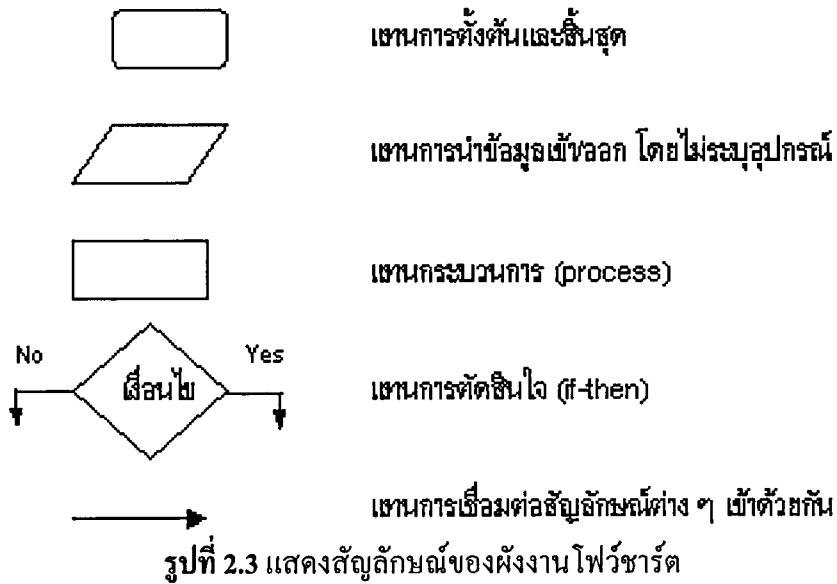 แทนการตั้งต้นและสิ้นสุด
แทนการนำข้อมูลเข้า/ออก โดยไม่ระบุอุปกรณ์
แทนกระบวนการ (process)
No
Yes
เงื่อนไข
แทนการตัดสินใจ (if-then)
แทนการเชื่อมต่อสัญลักษณ์ต่าง ๆ เข้าด้วยกัน
รูปที่ 2.3 แสดงสัญลักษณ์ของผังงานโฟว์ชาร์ต